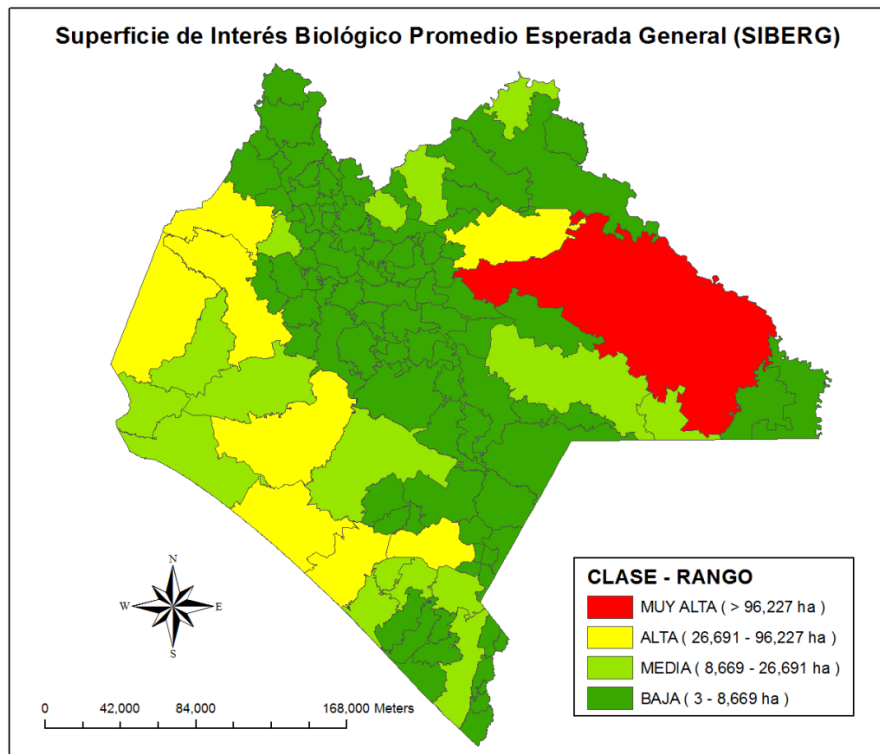 Superficie de Interés Biológico Promedio Esperada General (SIBERG)
N
W E
S
0 42,000 84,000 168,000 Meters
CLASE - RANGO
MUY ALTA ( > 96,227 ha )
ALTA ( 26,691 - 96,227 ha )
MEDIA ( 8,669 - 26,691 ha )
BAJA ( 3 - 8,669 ha )